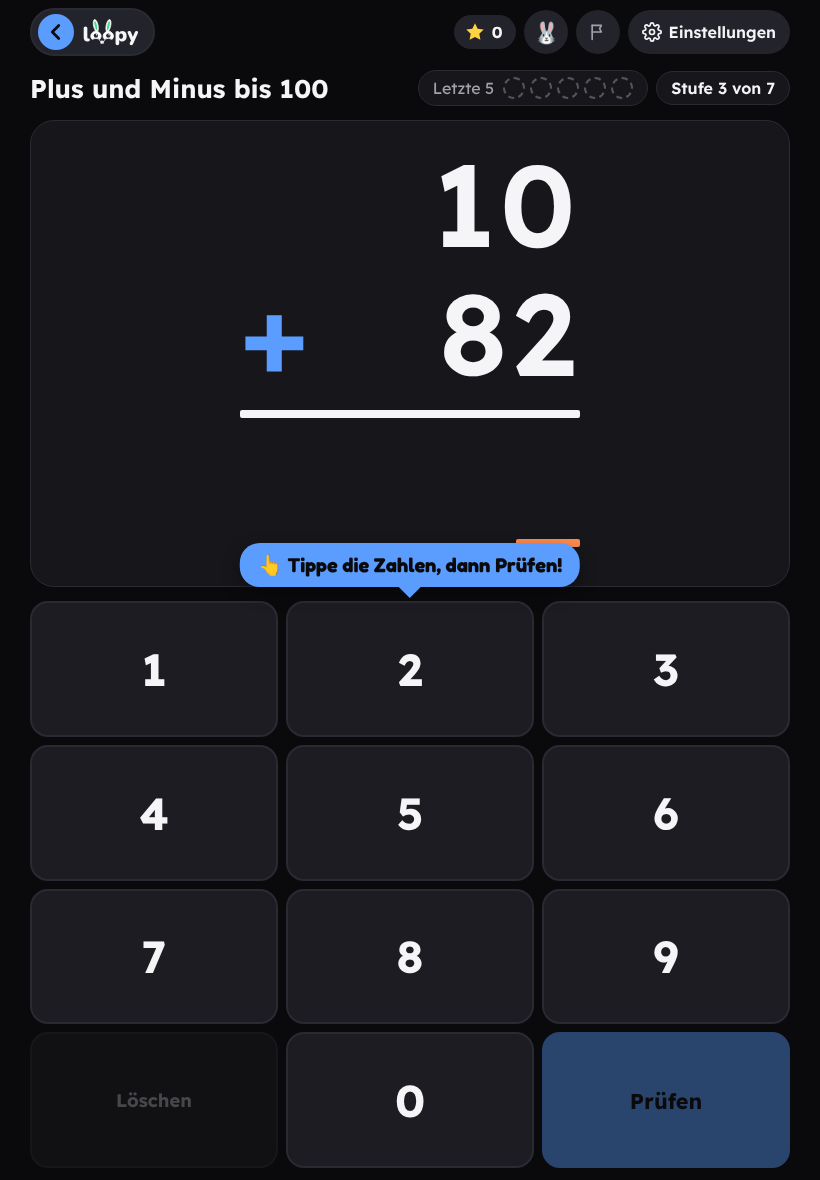 loopy
0
Einstellungen
Plus und Minus bis 100
Letzte 5
Stufe 3 von 7
10
+ 82
👆 Tippe die Zahlen, dann Prüfen!
1 2 3
4 5 6
7 8 9
Löschen 0 Prüfen